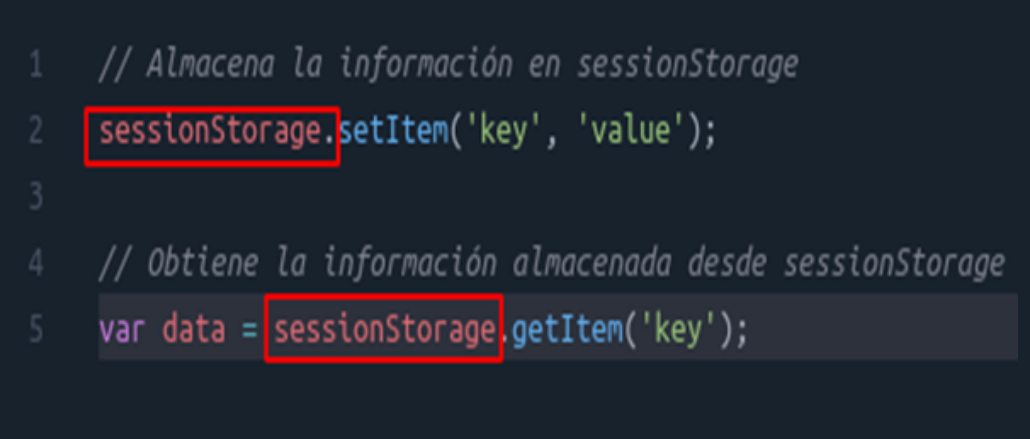 1 // Almacena la información en sessionStorage
2 sessionStorage.setItem('key', 'value');
3
4 // Obtiene la información almacenada desde sessionStorage
5 var data = sessionStorage.getItem('key');